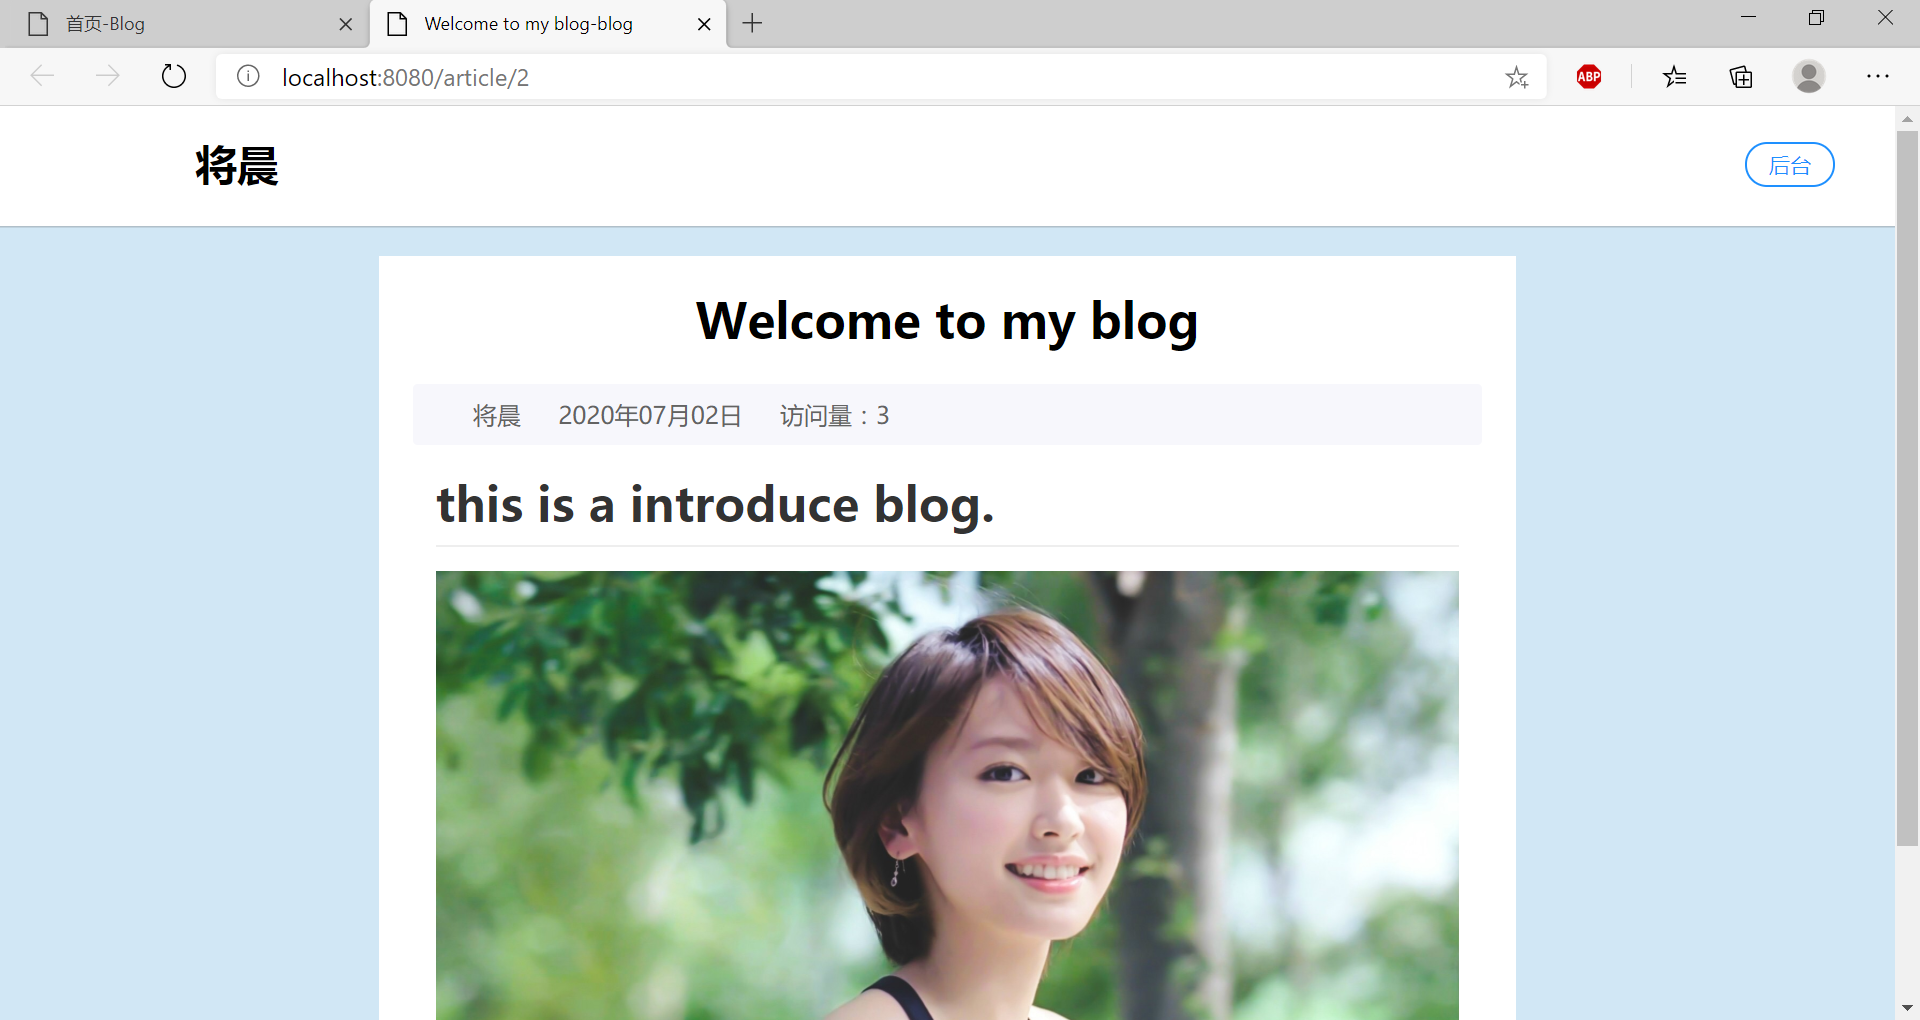 首页-Blog
Welcome to my blog-blog
localhost:8080/article/2
ABP
将晨
后台
Welcome to my blog
将晨 2020年07月02日 访问量：3
this is a introduce blog.